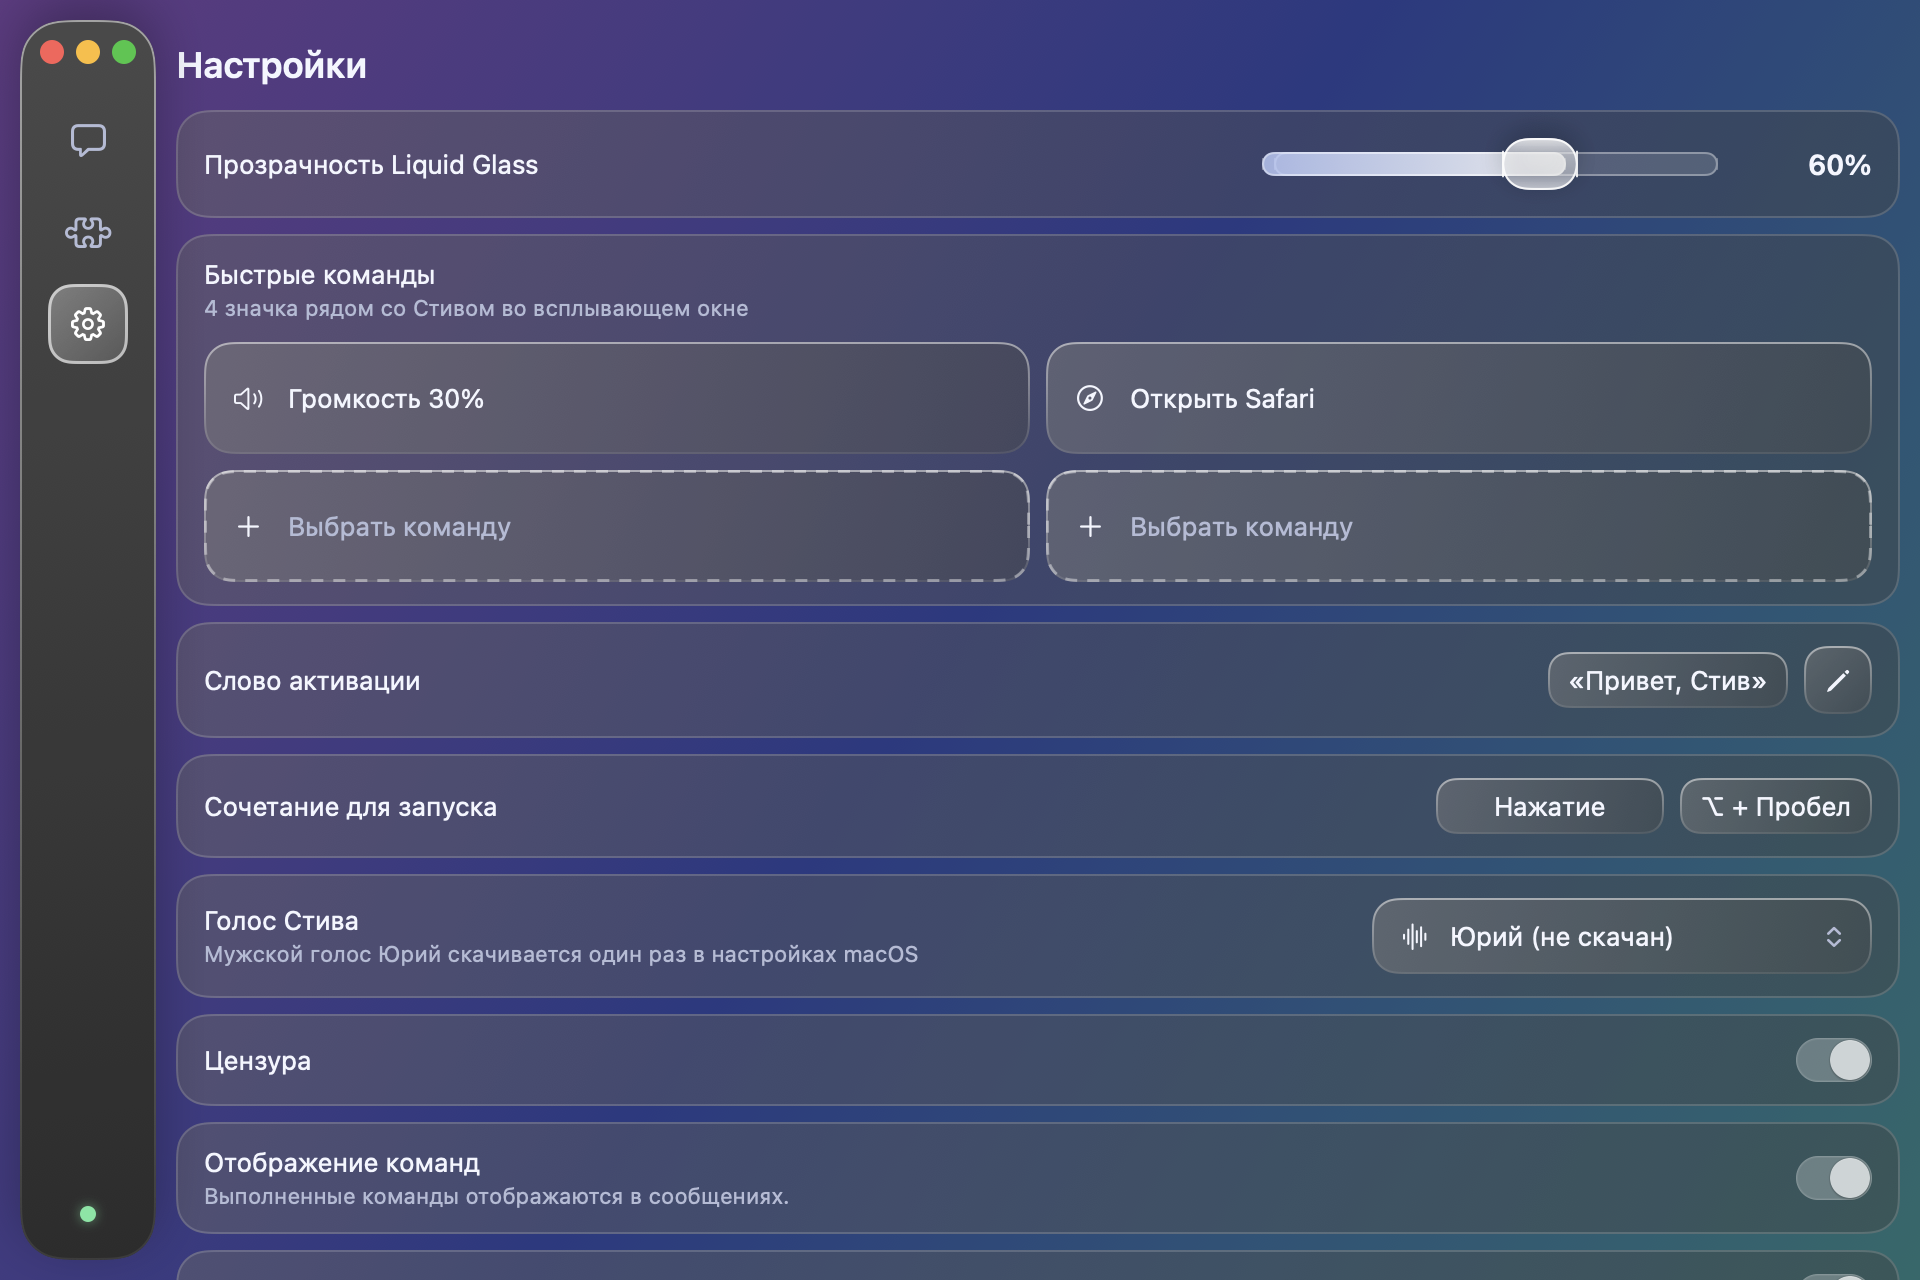 Настройки
Прозрачность Liquid Glass
60%
Быстрые команды
4 значка рядом со Стивом во всплывающем окне
Громкость 30%
Открыть Safari
Выбрать команду
Выбрать команду
Слово активации
«Привет, Стив»
Сочетание для запуска
Нажатие
⌥ + Пробел
Голос Стива
Мужской голос Юрий скачивается один раз в настройках macOS
Юрий (не скачан)
Цензура
Отображение команд
Выполненные команды отображаются в сообщениях.